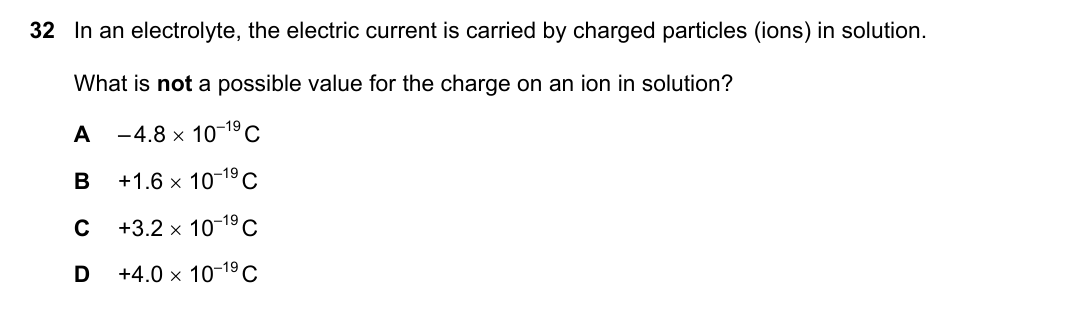 32 In an electrolyte, the electric current is carried by charged particles (ions) in solution.
What is not a possible value for the charge on an ion in solution?
A −4.8 × 10⁻¹⁹ C
B +1.6 × 10⁻¹⁹ C
C +3.2 × 10⁻¹⁹ C
D +4.0 × 10⁻¹⁹ C